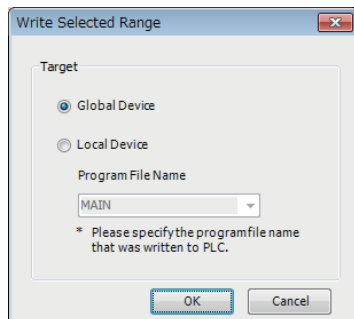 Write Selected Range
Target
Global Device
Local Device
Program File Name
MAIN
* Please specify the program file name
that was written to PLC.
OK
Cancel